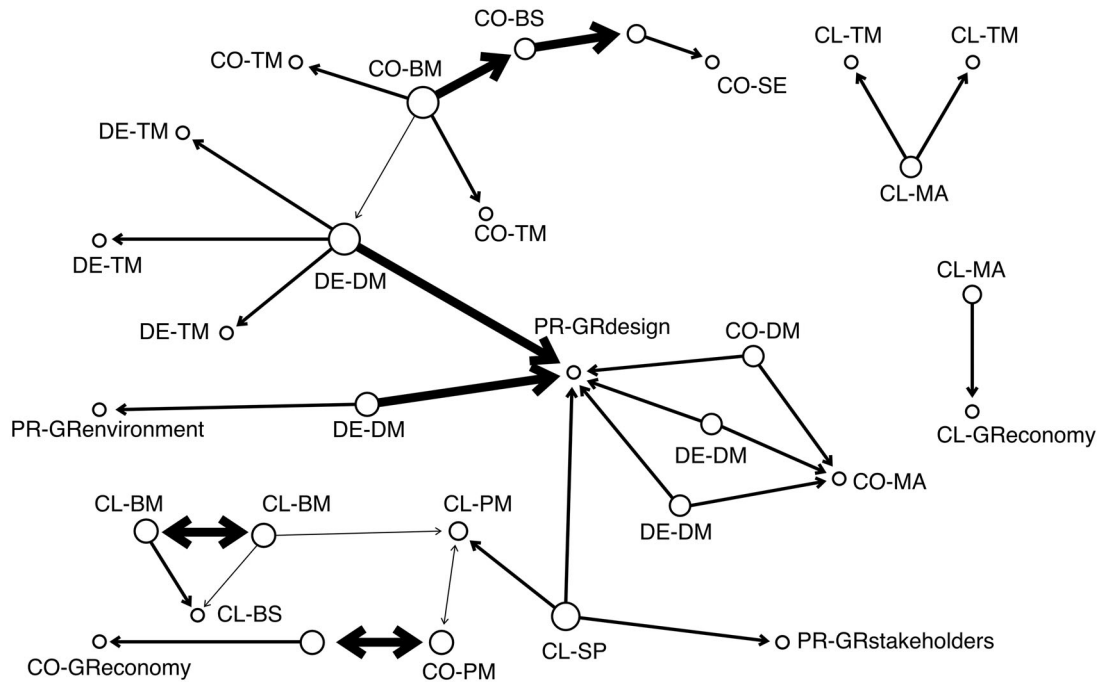 CO-BS
CL-TM
CL-TM
CO-TM
CO-BM
CO-SE
DE-TM
CL-MA
CO-TM
DE-TM
DE-DM
CL-MA
DE-TM
PR-GRdesign
CO-DM
PR-GRenvironment
DE-DM
CL-GReconomy
DE-DM
CO-MA
CL-BM
CL-BM
CL-PM
DE-DM
CL-BS
PR-GRstakeholders
CO-GReconomy
CO-PM
CL-SP